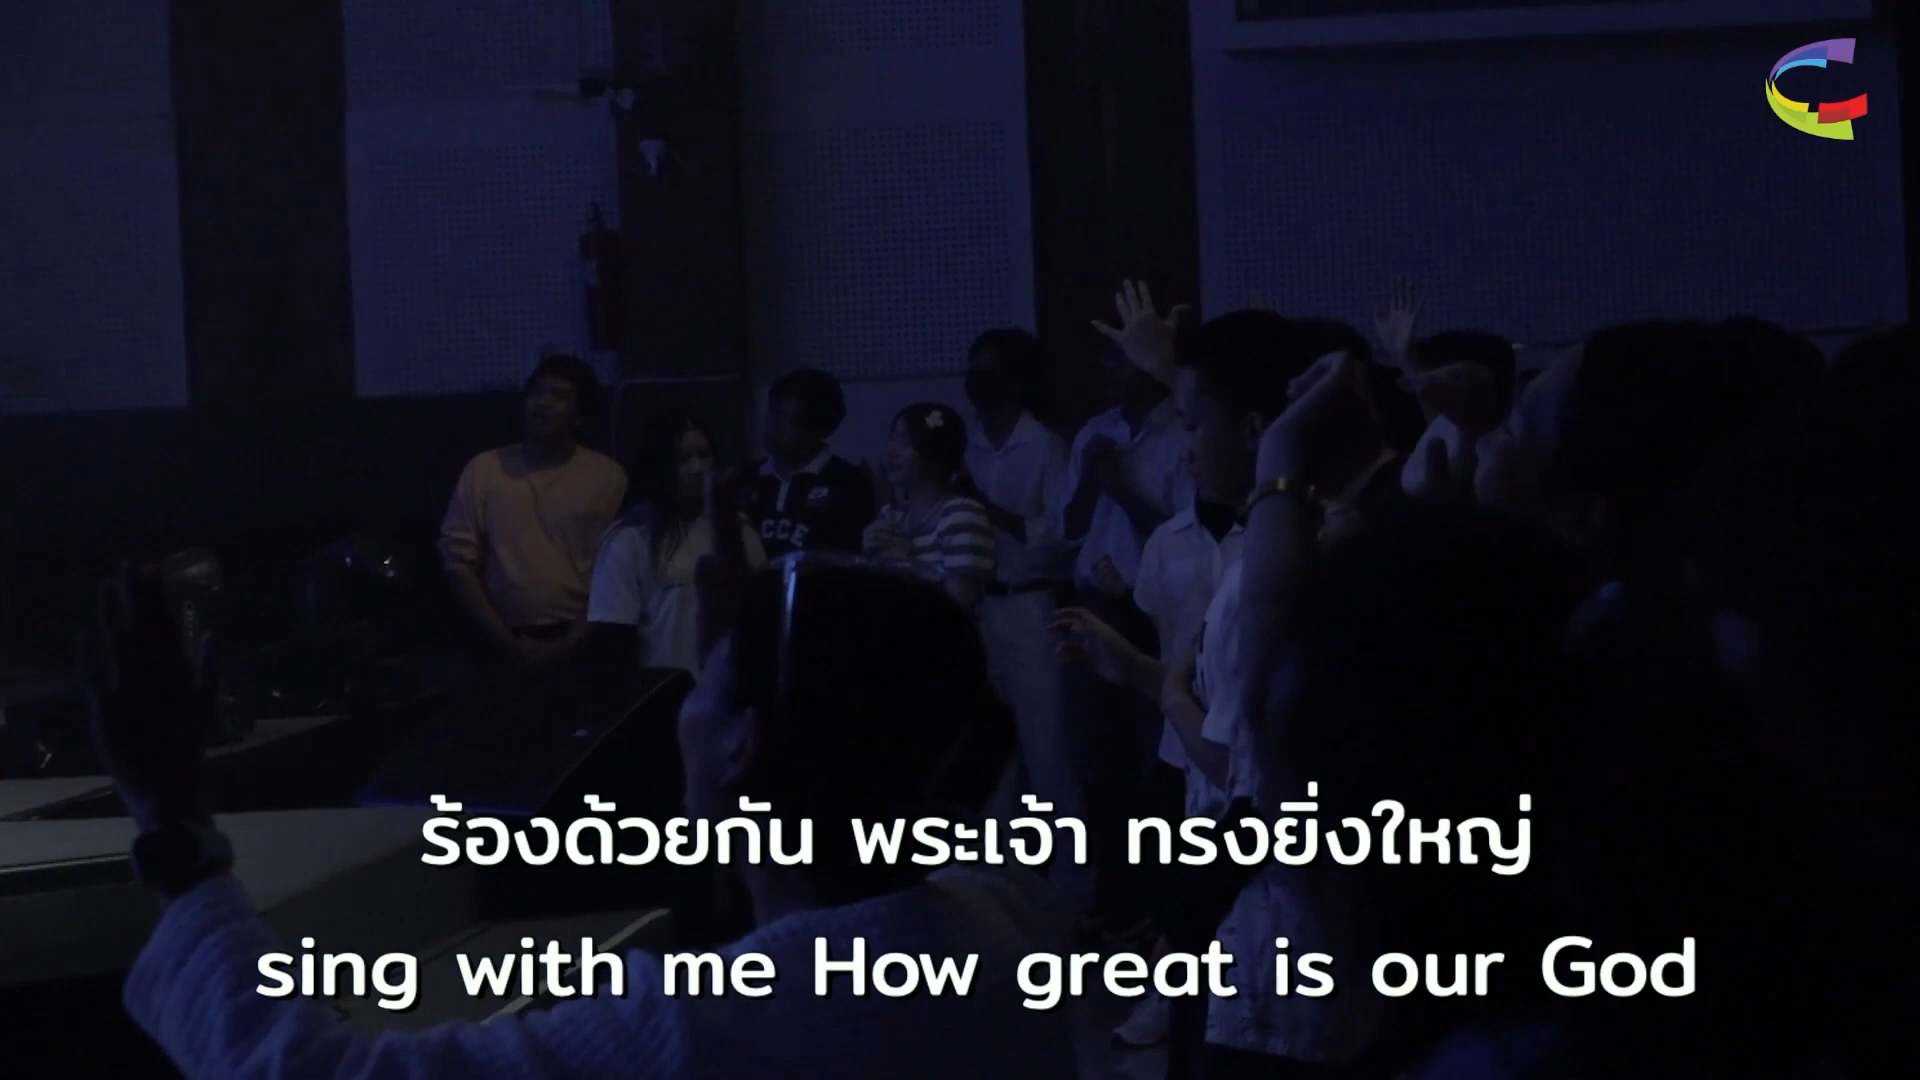 CCE
ร้องด้วยกัน พระเจ้า ทรงยิ่งใหญ่
sing with me How great is our God